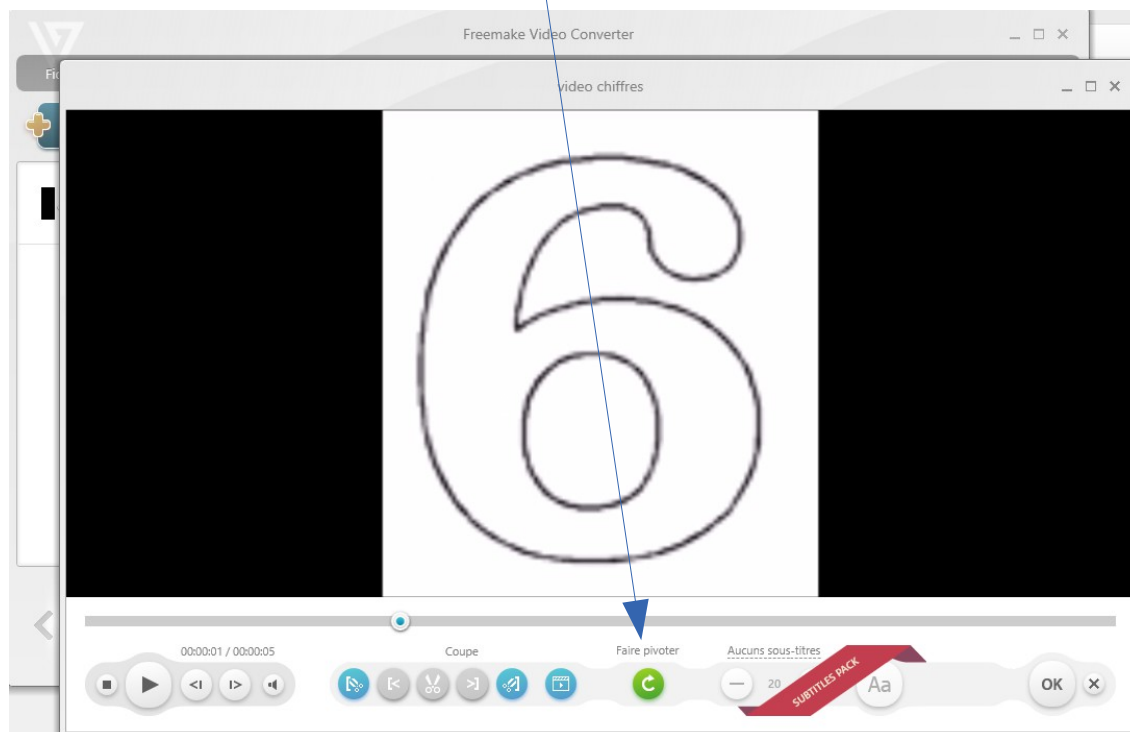 Freemake Video Converter
video chiffres
6
00:00:01 / 00:00:05
Coupe
Faire pivoter
Aucuns sous-titres
20
SUBTITLES PACK
Aa
OK